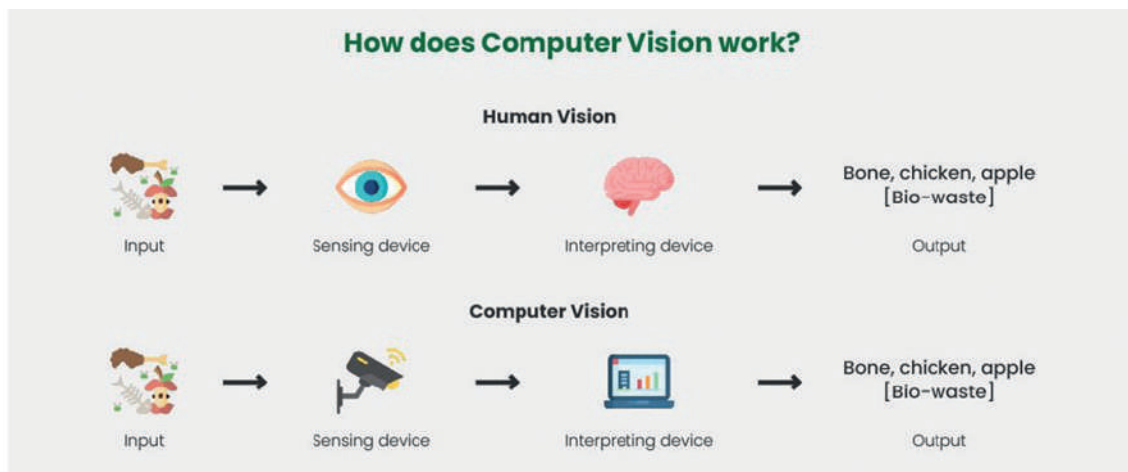 How does Computer Vision work?
Human Vision
Bone, chicken, apple
[Bio-waste]
Input
Sensing device
Interpreting device
Output
Computer Vision
Bone, chicken, apple
[Bio-waste]
Input
Sensing device
Interpreting device
Output